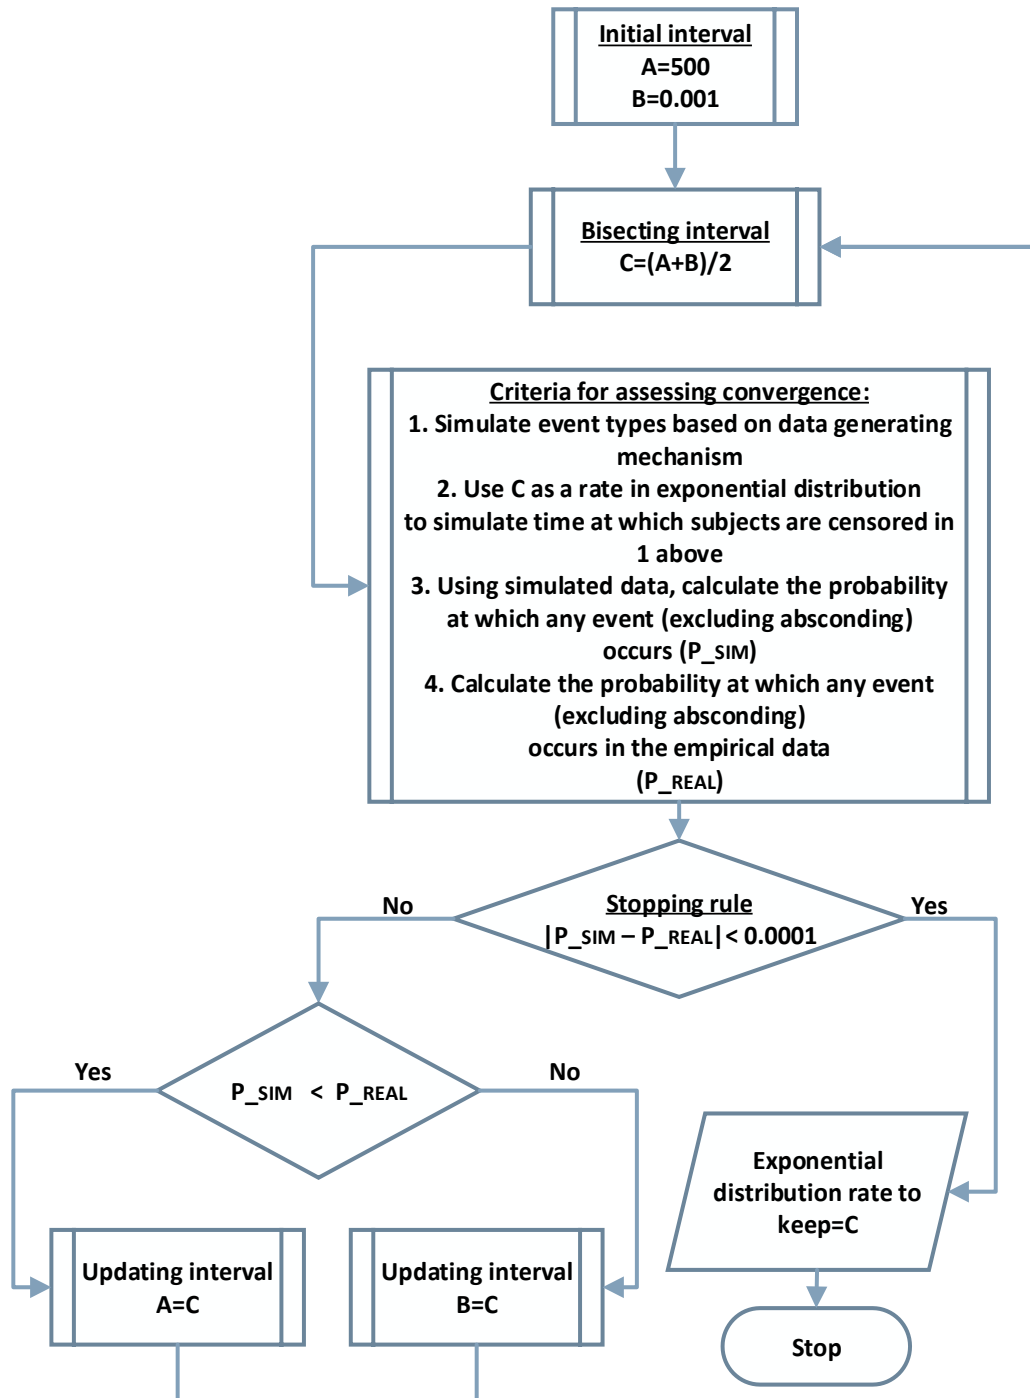 Initial interval
A=500
B=0.001
Bisecting interval
C=(A+B)/2
Criteria for assessing convergence:
1. Simulate event types based on data generating
mechanism
2. Use C as a rate in exponential distribution
to simulate time at which subjects are censored in
1 above
3. Using simulated data, calculate the probability
at which any event (excluding absconding)
occurs (P_SIM)
4. Calculate the probability at which any event
(excluding absconding)
occurs in the empirical data
(P_REAL)
No
Stopping rule
|P_SIM – P_REAL|< 0.0001
Yes
Yes
P_SIM < P_REAL
No
Exponential
distribution rate to
keep=C
Updating interval
A=C
Updating interval
B=C
Stop